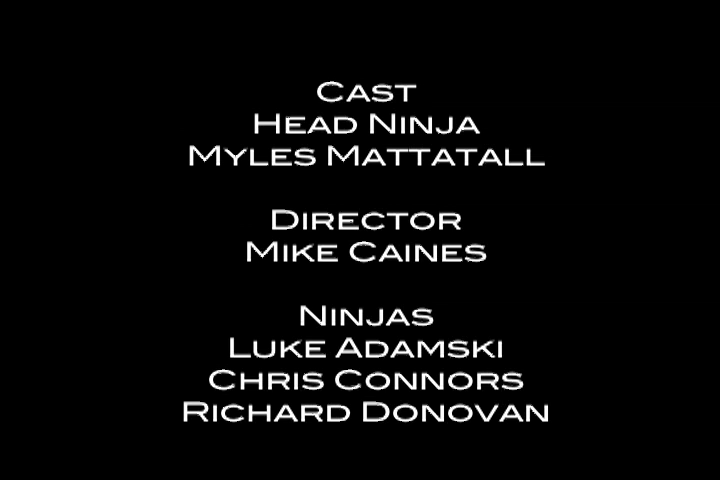 Cast
Head Ninja
Myles Mattatall
Director
Mike Caines
Ninjas
Luke Adamski
Chris Connors
Richard Donovan